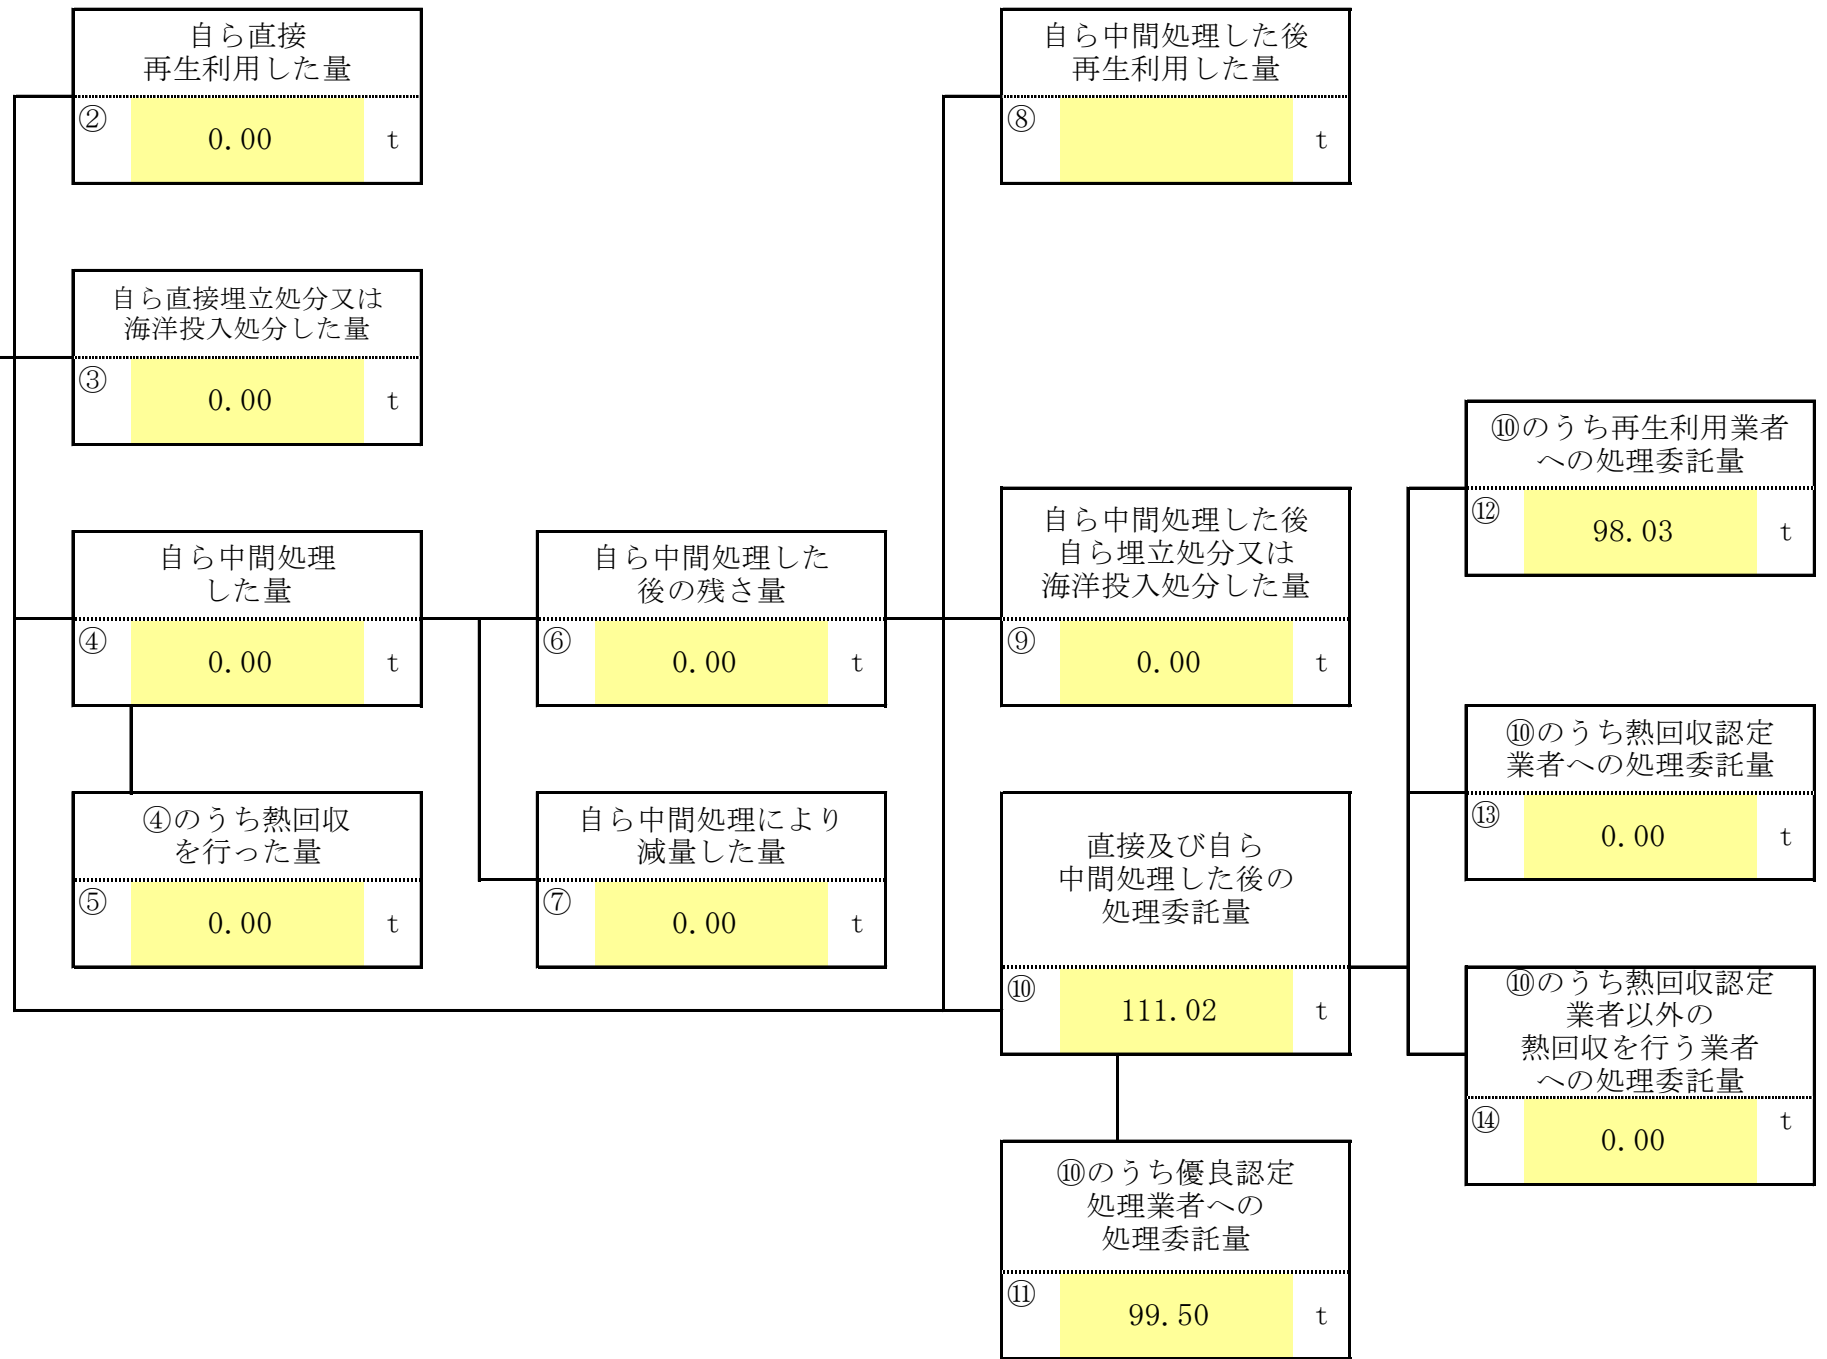 自ら直接
再生利用した量
② 0.00 t
自ら中間処理した後
再生利用した量
⑧ t
自ら直接埋立処分又は
海洋投入処分した量
③ 0.00 t
⑩のうち再生利用業者
への処理委託量
⑫ 98.03 t
自ら中間処理
した量
④ 0.00 t
自ら中間処理した
後の残さ量
⑥ 0.00 t
自ら中間処理した後
自ら埋立処分又は
海洋投入処分した量
⑨ 0.00 t
⑩のうち熱回収認定
業者への処理委託量
⑬ 0.00 t
④のうち熱回収
を行った量
⑤ 0.00 t
自ら中間処理により
減量した量
⑦ 0.00 t
直接及び自ら
中間処理した後の
処理委託量
⑩ 111.02 t
⑩のうち熱回収認定
業者以外の
熱回収を行う業者
への処理委託量
⑭ 0.00 t
⑩のうち優良認定
処理業者への
処理委託量
⑪ 99.50 t